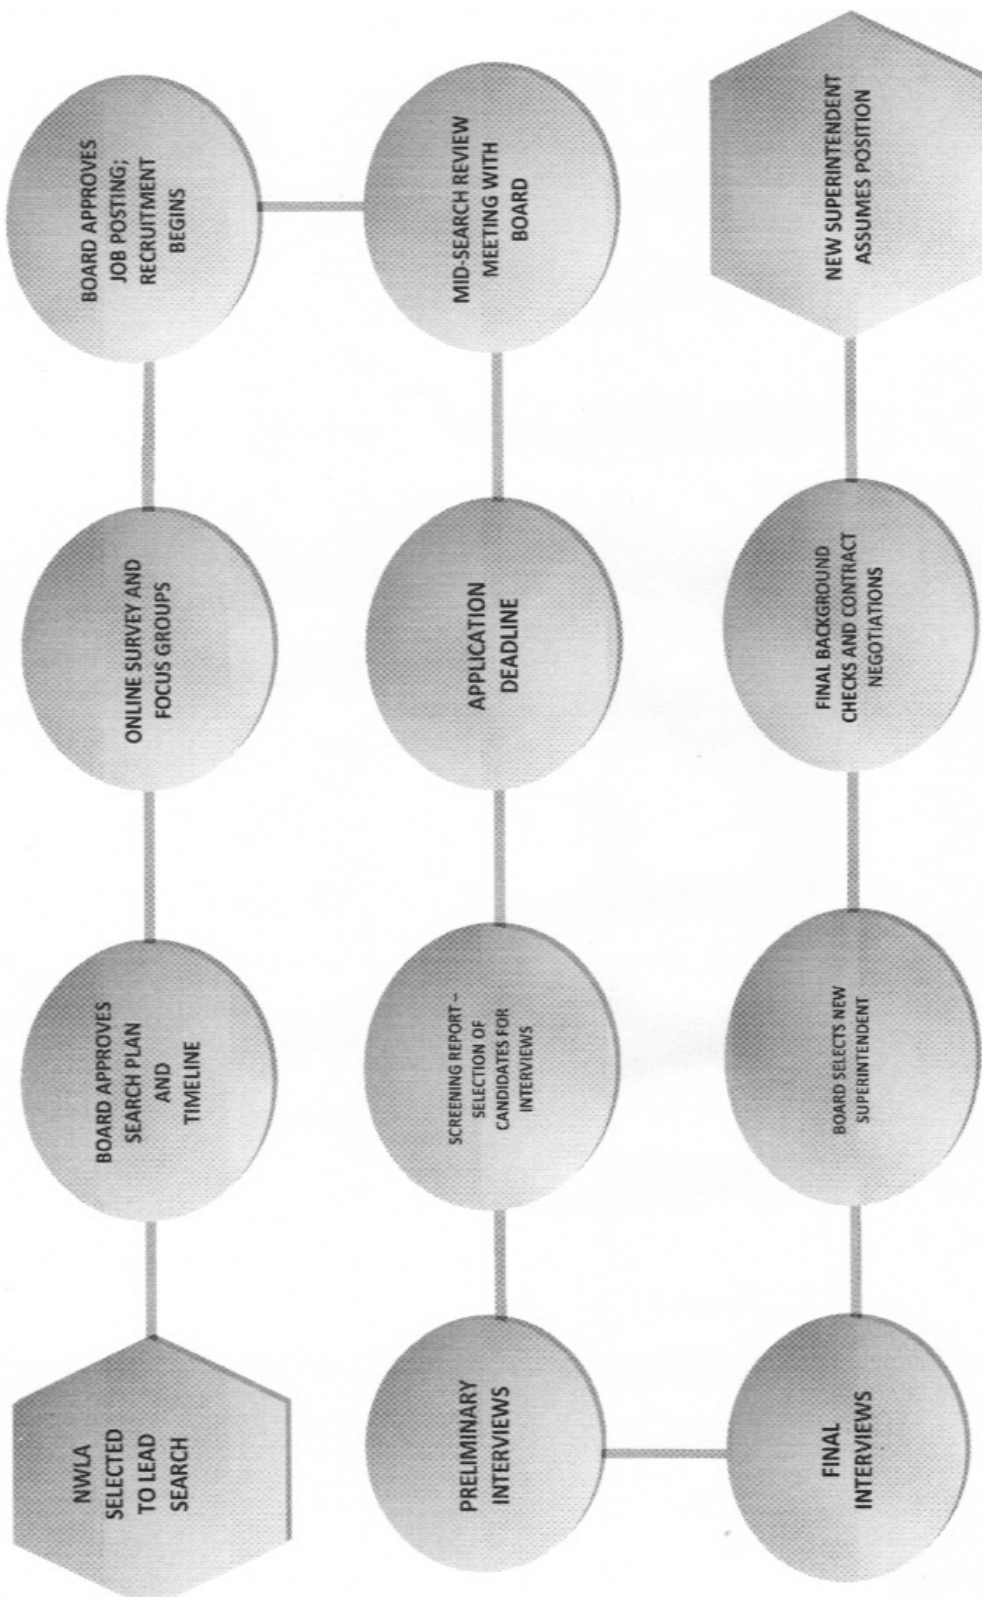 NWLA
SELECTED
TO LEAD
SEARCH
BOARD APPROVES
SEARCH PLAN
AND
TIMELINE
ONLINE SURVEY AND
FOCUS GROUPS
BOARD APPROVES
JOB POSTING;
RECRUITMENT
BEGINS
MID-SEARCH REVIEW
MEETING WITH
BOARD
APPLICATION
DEADLINE
SCREENING REPORT –
SELECTION OF
CANDIDATES FOR
INTERVIEWS
PRELIMINARY
INTERVIEWS
FINAL
INTERVIEWS
BOARD SELECTS NEW
SUPERINTENDENT
FINAL BACKGROUND
CHECKS AND CONTRACT
NEGOTIATIONS
NEW SUPERINTENDENT
ASSUMES POSITION